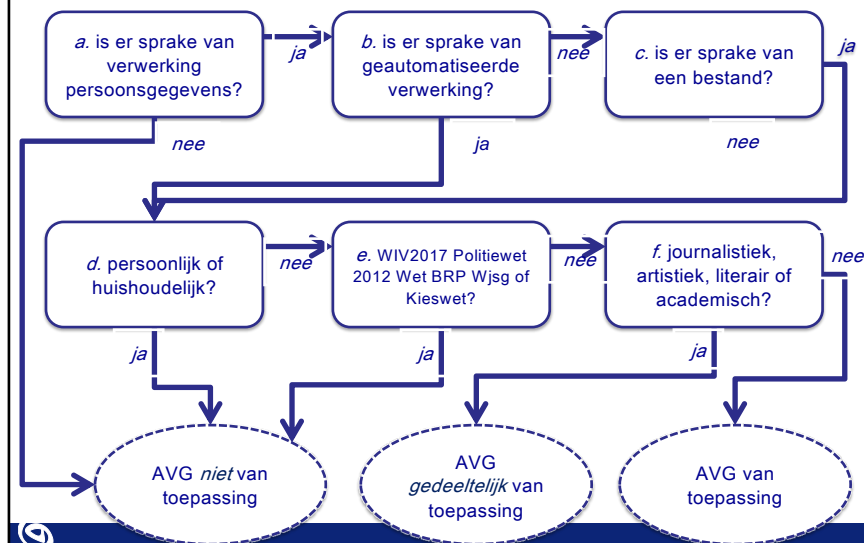 a. is er sprake van
verwerking
persoonsgegevens?
ja
b. is er sprake van
geautomatiseerde
verwerking?
nee
c. is er sprake van
een bestand?
ja
nee
ja
nee
d. persoonlijk of
huishoudelijk?
nee
e. WIV2017 Politiewet
2012 Wet BRP Wjsg of
Kieswet?
nee
f. journalistiek,
artistiek, literair of
academisch?
nee
ja
ja
ja
AVG niet van
toepassing
AVG
gedeeltelijk van
toepassing
AVG van
toepassing